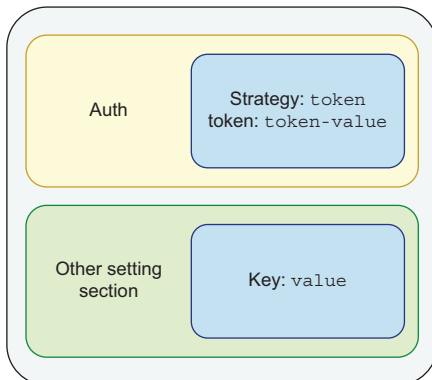 Auth
Strategy: token
token: token-value
Other setting
section
Key: value